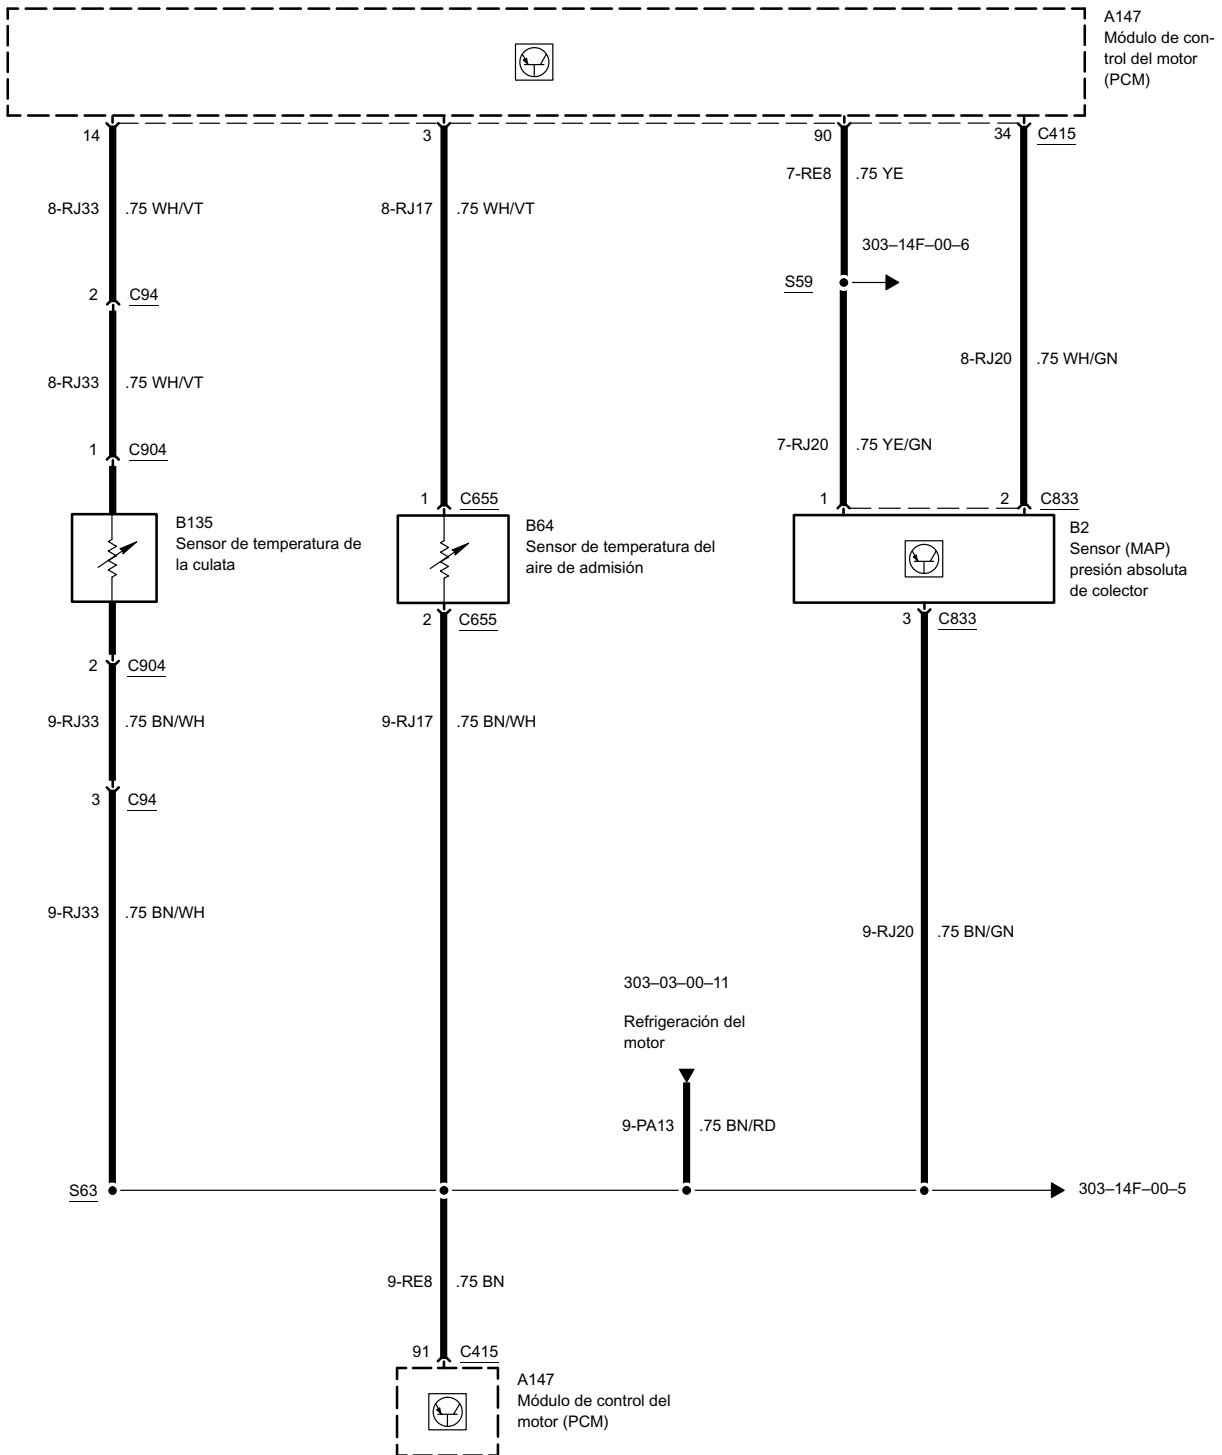 A147
Módulo de con-
trol del motor
(PCM)
14
3
90
34
C415
7-RE8
.75 YE
8-RJ33
.75 WH/VT
8-RJ17
.75 WH/VT
303–14F–00–6
S59
2
C94
8-RJ20
.75 WH/GN
8-RJ33
.75 WH/VT
7-RJ20
.75 YE/GN
1
C904
1
C655
1
2
C833
B135
Sensor de temperatura de
la culata
B64
Sensor de temperatura del
aire de admisión
B2
Sensor (MAP)
presión absoluta
de colector
2
C655
3
C833
2
C904
9-RJ33
.75 BN/WH
9-RJ17
.75 BN/WH
3
C94
9-RJ33
.75 BN/WH
9-RJ20
.75 BN/GN
303–03–00–11
Refrigeración del
motor
9-PA13
.75 BN/RD
S63
303–14F–00–5
9-RE8
.75 BN
91
C415
A147
Módulo de control del
motor (PCM)